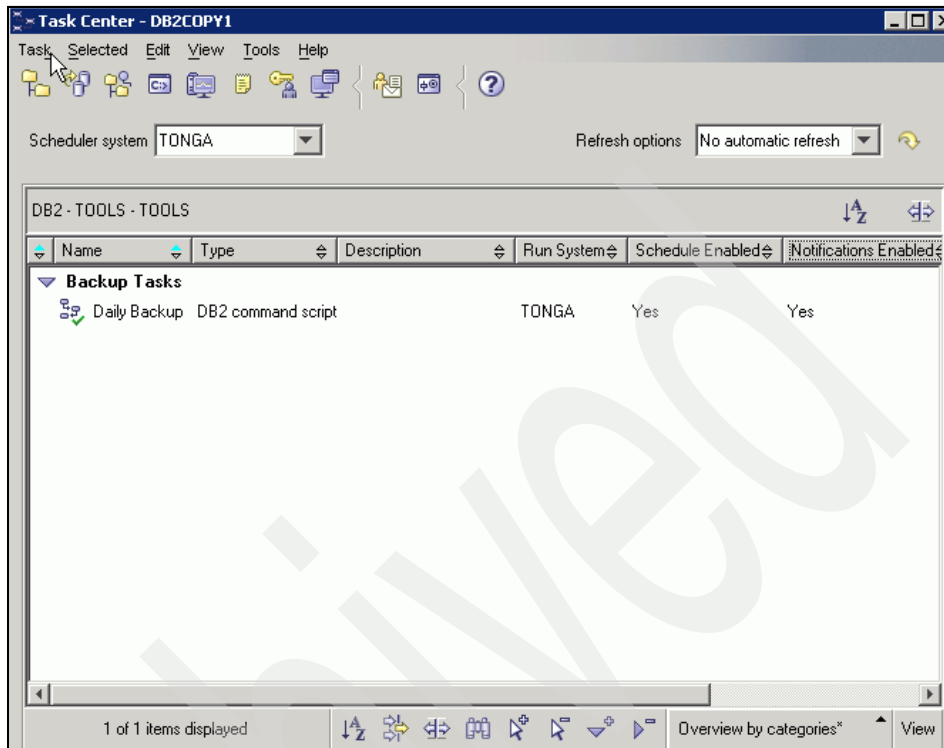 Task Center - DB2COPY1
Task Selected Edit View Tools Help
Scheduler system TONGA Refresh options No automatic refresh
DB2 - TOOLS - TOOLS
Name Type Description Run System Schedule Enabled Notifications Enabled
Backup Tasks
Daily Backup DB2 command script TONGA Yes Yes
1 of 1 items displayed Overview by categories* View